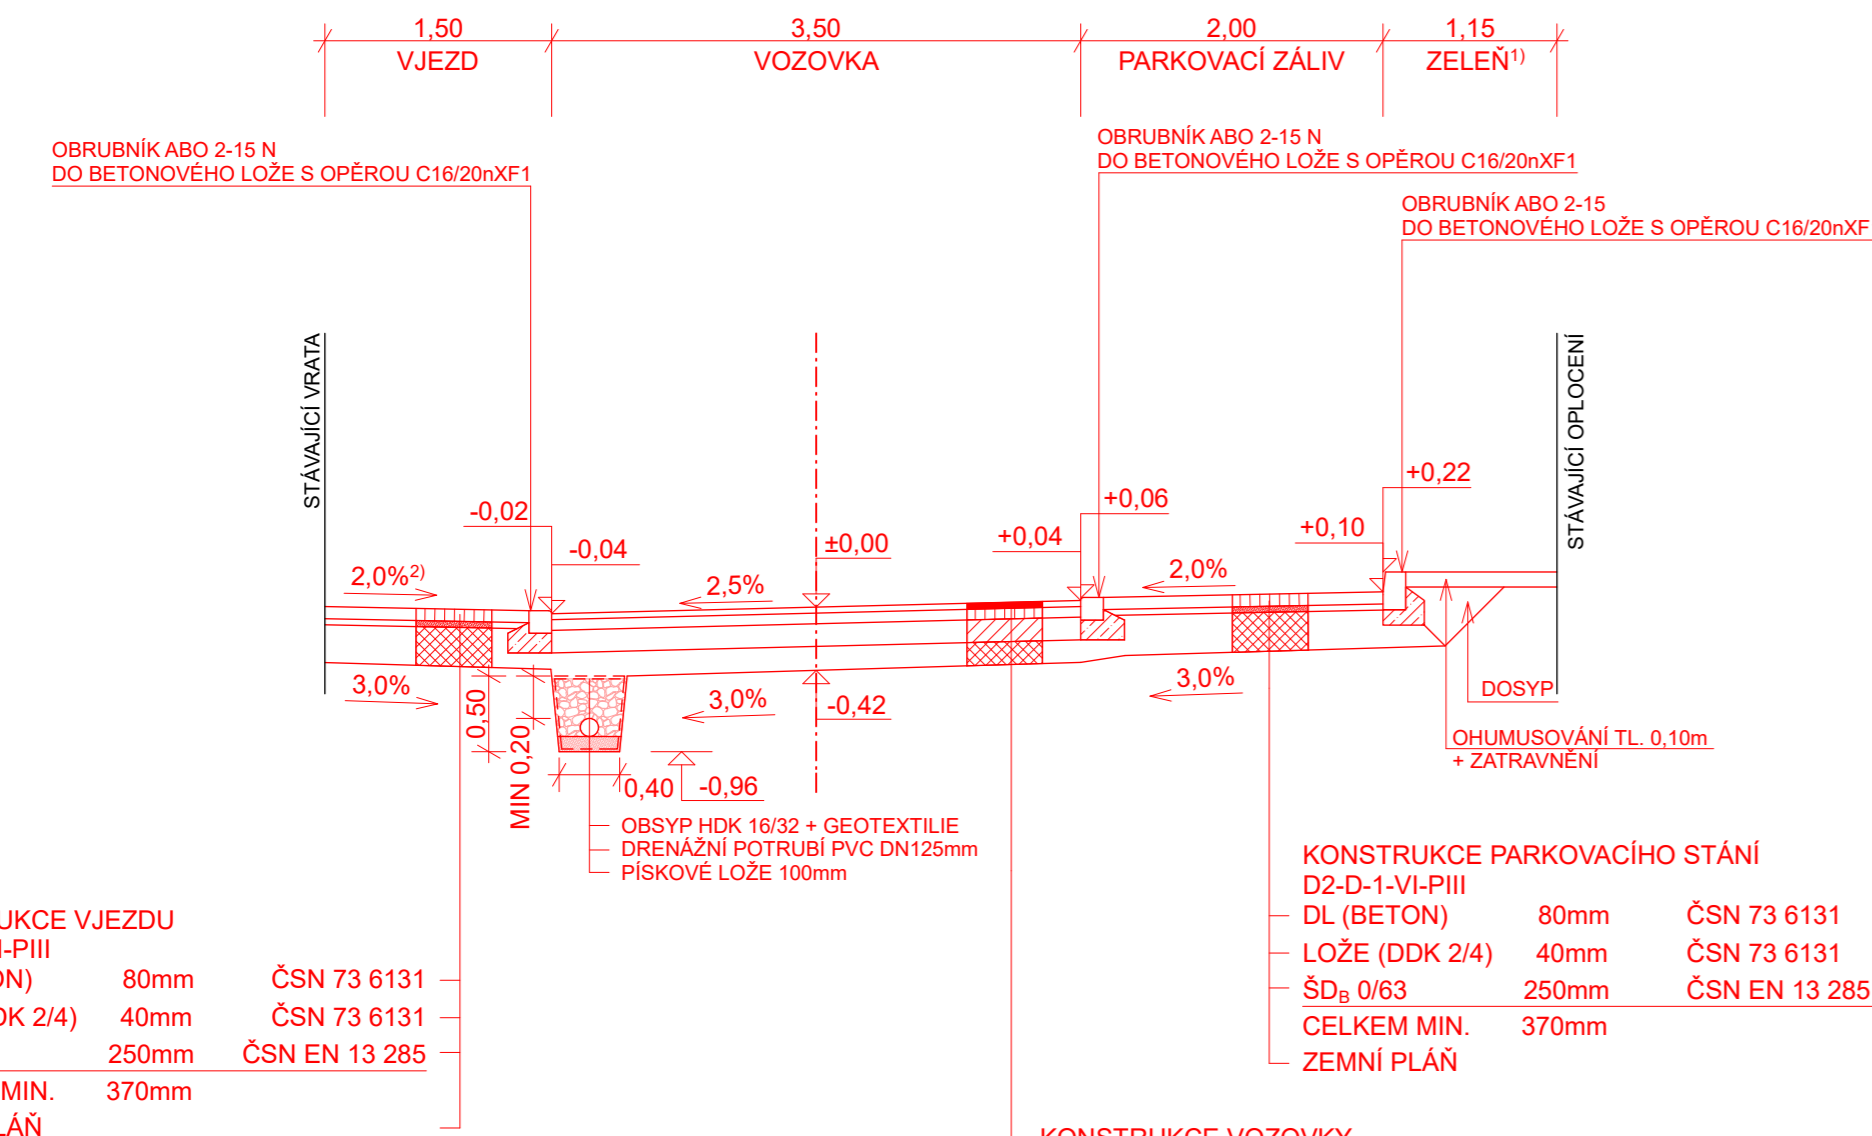 1,50
3,50
2,00
1,15
VJEZD
VOZOVKA
PARKOVACÍ ZÁLIV
ZELEŇ1)
OBRUBNÍK ABO 2-15 N
DO BETONOVÉHO LOŽE S OPĚROU C16/20nXF1
OBRUBNÍK ABO 2-15 N
DO BETONOVÉHO LOŽE S OPĚROU C16/20nXF1
OBRUBNÍK ABO 2-15
DO BETONOVÉHO LOŽE S OPĚROU C16/20nXF
STÁVAJÍCÍ VRATA
STÁVAJÍCÍ OPLOCENÍ
-0,02
-0,04
±0,00
+0,04
+0,06
+0,10
+0,22
2,0%2)
2,5%
2,0%
3,0%
3,0%
3,0%
0,50
MIN 0,20
0,40
-0,96
-0,42
DOSYP
OHUMUSOVÁNÍ TL. 0,10m
+ ZATRAVNĚNÍ
OBSYP HDK 16/32 + GEOTEXTILIE
DRENÁŽNÍ POTRUBÍ PVC DN125mm
PÍSKOVÉ LOŽE 100mm
UKCE VJEZDU
I-PIII
ON) 80mm ČSN 73 6131
DK 2/4) 40mm ČSN 73 6131
250mm ČSN EN 13 285
MIN. 370mm
LÁŇ
KONSTRUKCE PARKOVACÍHO STÁNÍ
D2-D-1-VI-PIII
DL (BETON) 80mm ČSN 73 6131
LOŽE (DDK 2/4) 40mm ČSN 73 6131
ŠDB 0/63 250mm ČSN EN 13 285
CELKEM MIN. 370mm
ZEMNÍ PLÁŇ
KONSTRUKCE VOZOVKY